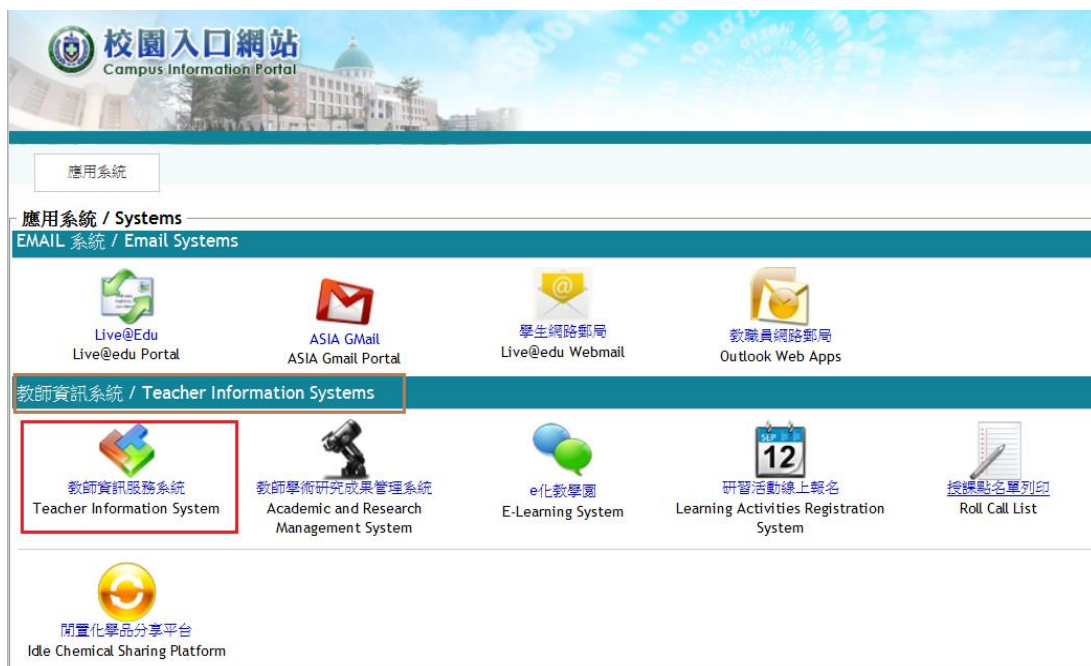 校園入口網站
Campus Information Portal
應用系統
應用系統 / Systems
EMAIL 系統 / Email Systems
Live@Edu
Live@edu Portal
ASIA GMail
ASIA Gmail Portal
@
學生網路郵局
Live@edu Webmail
教職員網路郵局
Outlook Web Apps
教師資訊系統 / Teacher Information Systems
教師資訊服務系統
Teacher Information System
教師學術研究成果管理系統
Academic and Research
Management System
e化教學園
E-Learning System
SEP
12
研習活動線上報名
Learning Activities Registration
System
授課點名單列印
Roll Call List
閒置化學品分享平台
Idle Chemical Sharing Platform